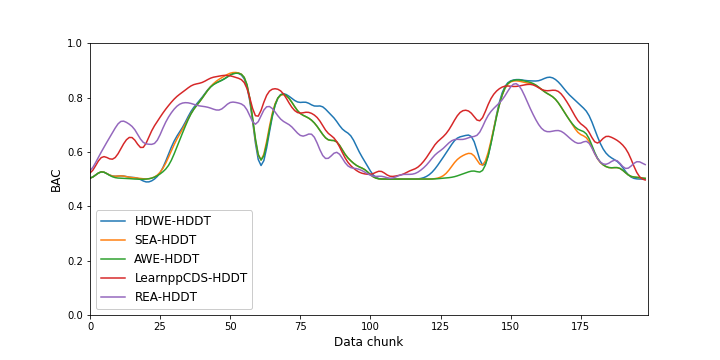 1.0
0.8
0.6
0.4
0.2
0.0
BAC
HDWE-HDDT
SEA-HDDT
AWE-HDDT
LearnppCDS-HDDT
REA-HDDT
0 25 50 75 100 125 150 175
Data chunk